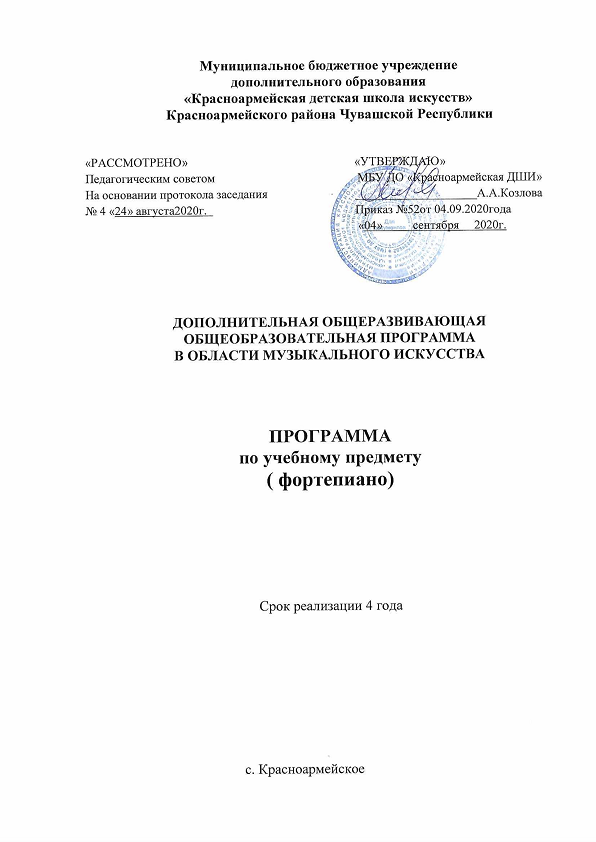 Муниципальное бюджетное учреждение
дополнительного образования
«Красноармейская детская школа искусств»
Красноармейского района Чувашской Республики
«РАССМОТРЕНО»
Педагогическим советом
На основании протокола заседания
№ 4 «24» августа2020г.
«УТВЕРЖДАЮ»
МБУ ДО «Красноармейская ДШИ»
А.А.Козлова
Приказ №52от 04.09.2020года
«04» сентября 2020г.
ДОПОЛНИТЕЛЬНАЯ ОБЩЕРАЗВИВАЮЩАЯ
ОБЩЕОБРАЗОВАТЕЛЬНАЯ ПРОГРАММА
В ОБЛАСТИ МУЗЫКАЛЬНОГО ИСКУССТВА
ПРОГРАММА
по учебному предмету
( фортепиано)
Срок реализации 4 года
с. Красноармейское